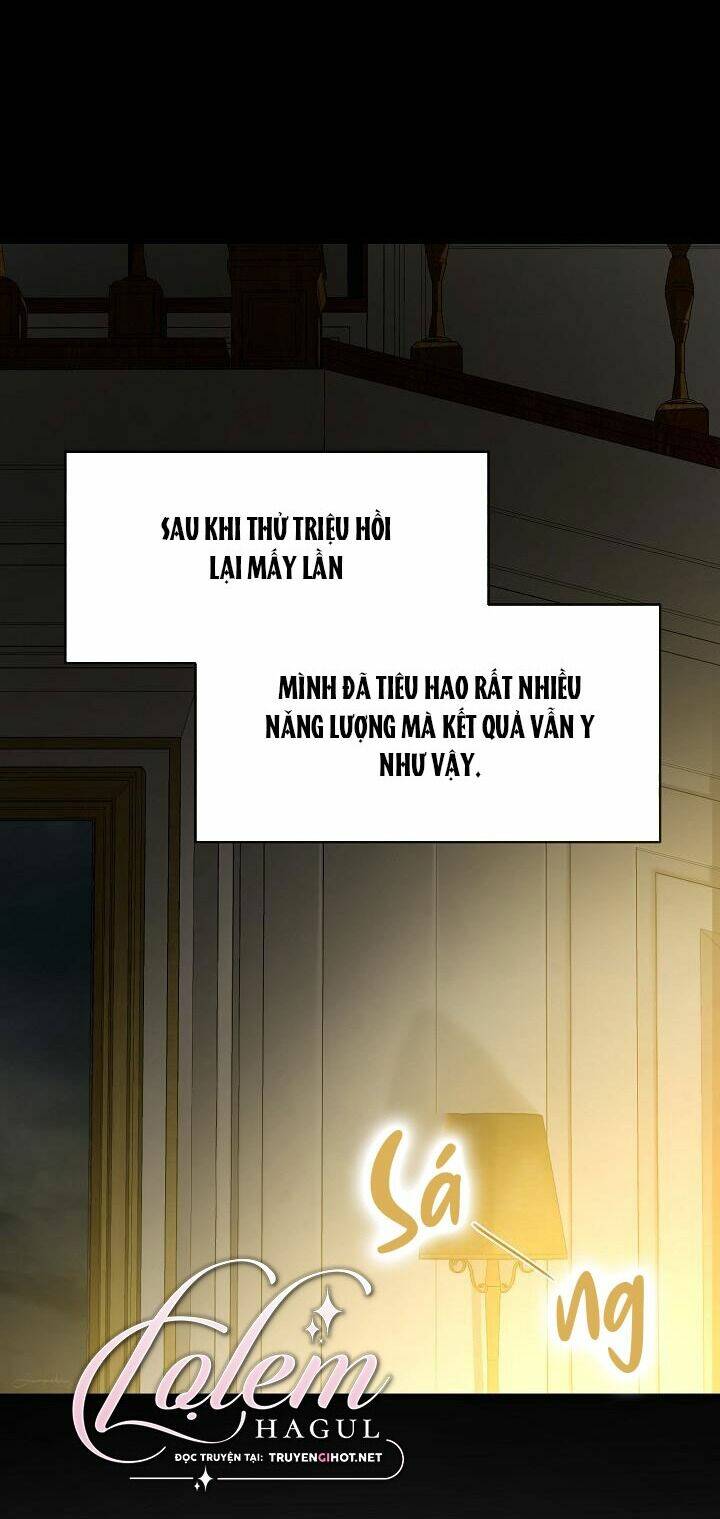 SAU KHI THỬ TRIỆU HỒI
LẠI MẤY LẦN
MÌNH ĐÃ TIÊU HAO RẤT NHIỀU
NĂNG LƯỢNG MÀ KẾT QUẢ VẪN Y
NHƯ VẬY.
Sá
ng
Lọlem
HAGUL
ĐỌC TRUYỆN TẠI: TRUYENGIHOT.NET